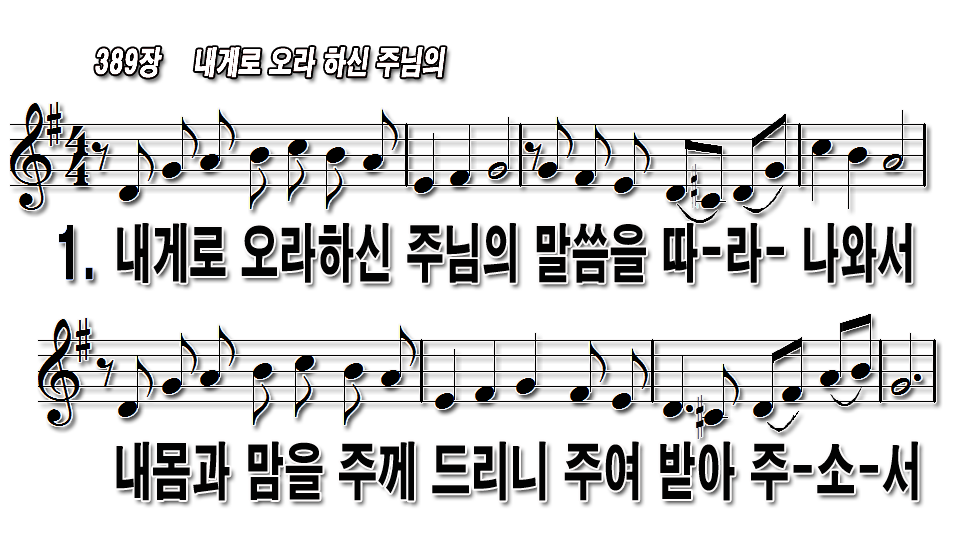 389장 내게로 오라 하신 주님의
1. 내게로 오라하신 주님의 말씀을 따-라- 나와서
내몸과 맘을 주께 드리니 주여 받아 주-소-서